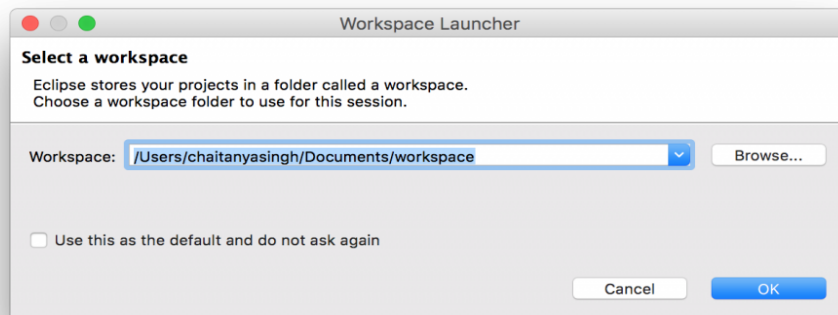 Workspace Launcher
Select a workspace
Eclipse stores your projects in a folder called a workspace.
Choose a workspace folder to use for this session.
Workspace: /Users/chaitanyasingh/Documents/workspace Browse...
Use this as the default and do not ask again
Cancel OK